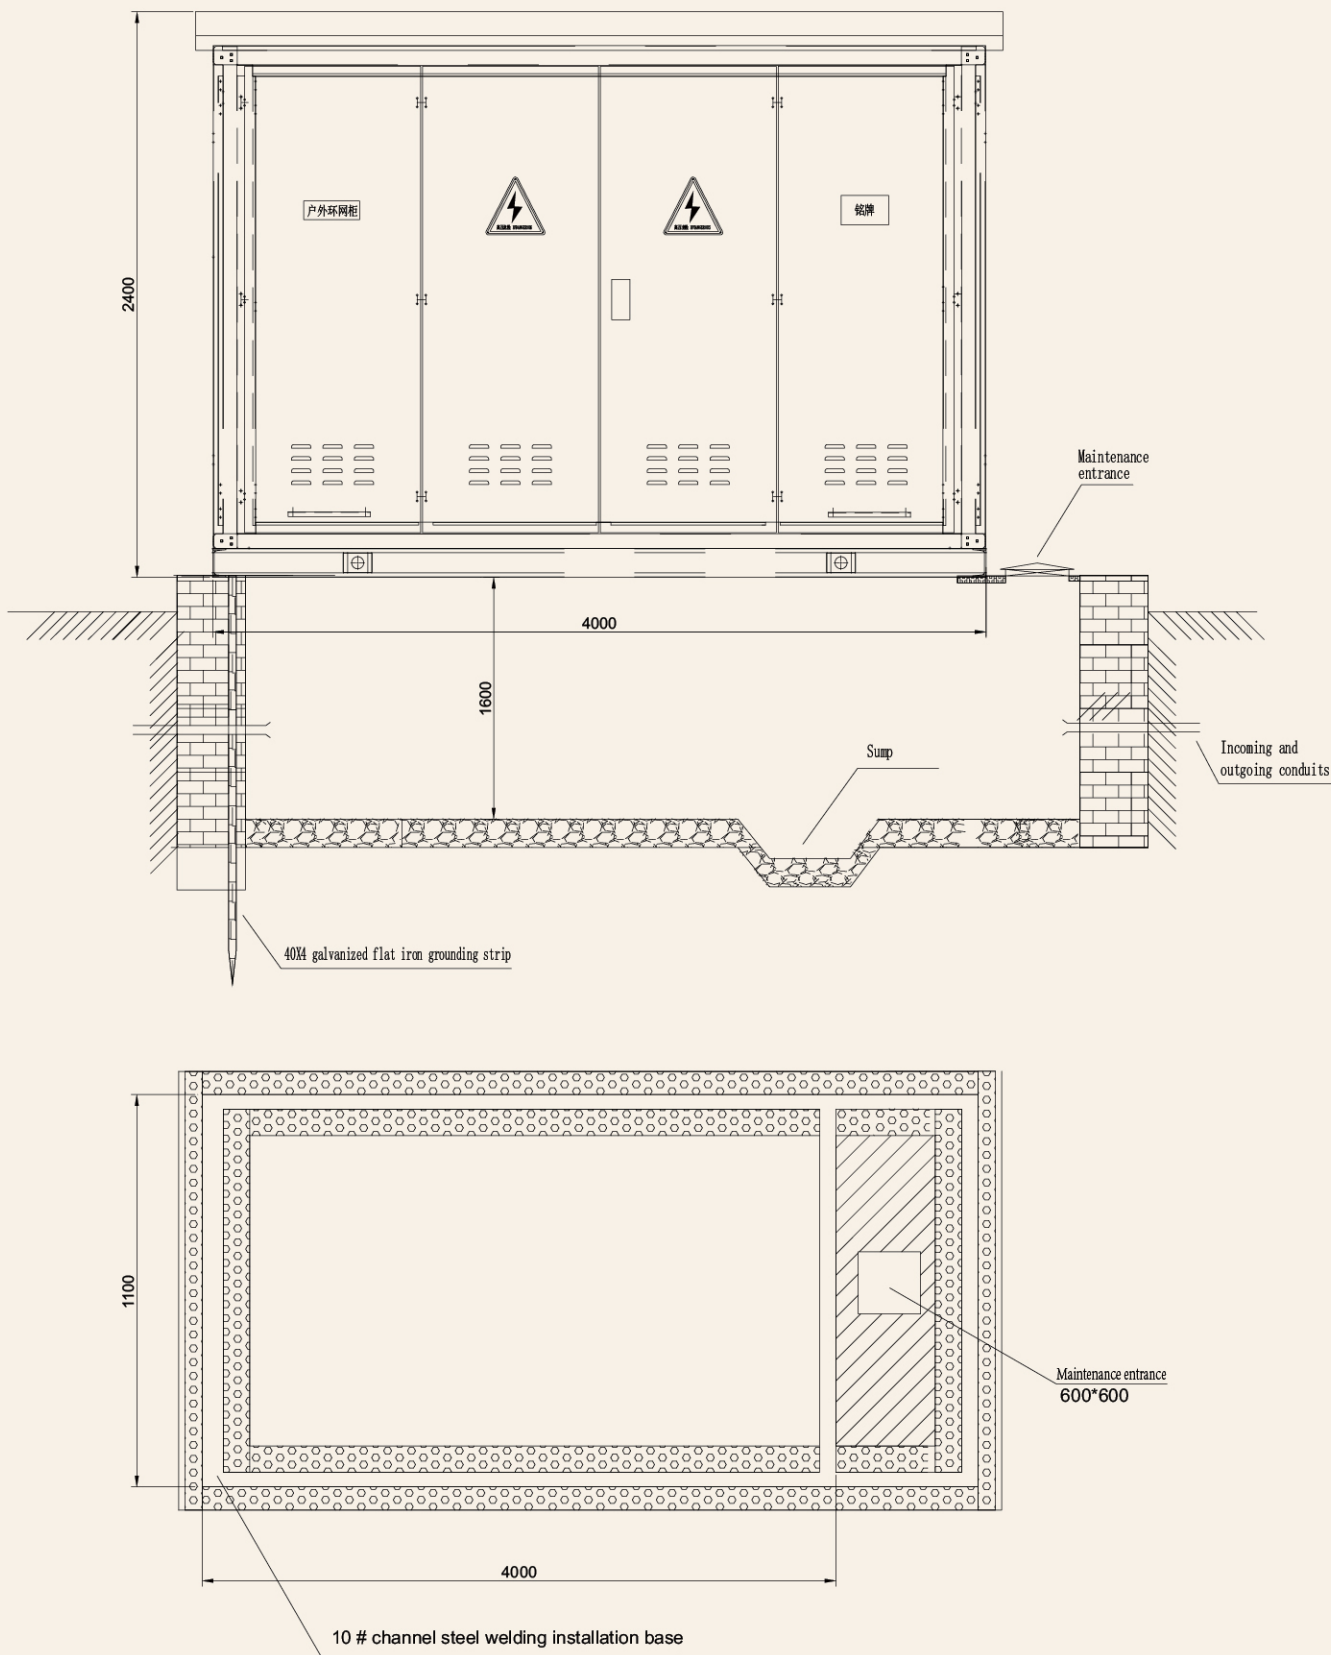 2400
户外环网柜
铭牌
Maintenance
entrance
4000
1600
Sump
Incoming and
outgoing conduits
40X4 galvanized flat iron grounding strip
1100
Maintenance entrance
600*600
4000
10 # channel steel welding installation base